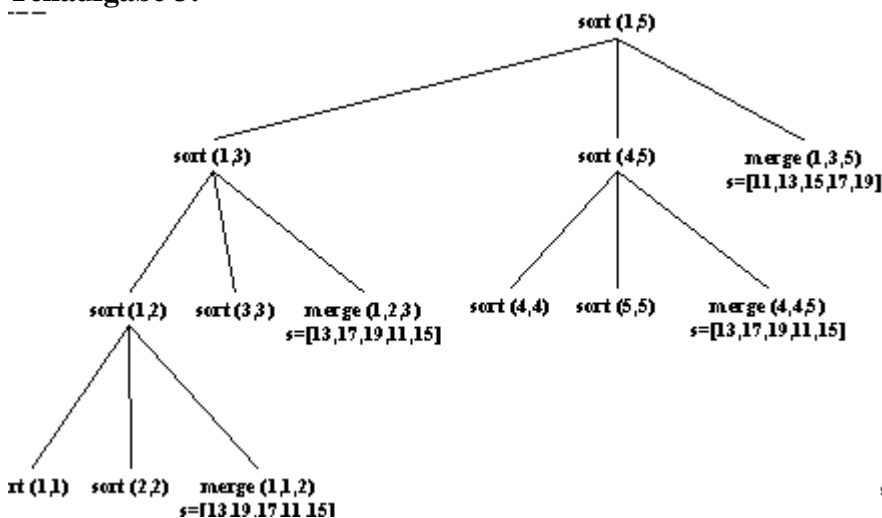 sort (1,5)
sort (1,3)
sort (4,5)
merge (1,3,5)
s=[11,13,15,17,19]
sort (1,2)
sort (3,3)
merge (1,2,3)
s=[13,17,19,11,15]
sort (4,4)
sort (5,5)
merge (4,4,5)
s=[13,17,19,11,15]
rt (1,1)
sort (2,2)
merge (1,1,2)
s=[13,19,17,11,15]